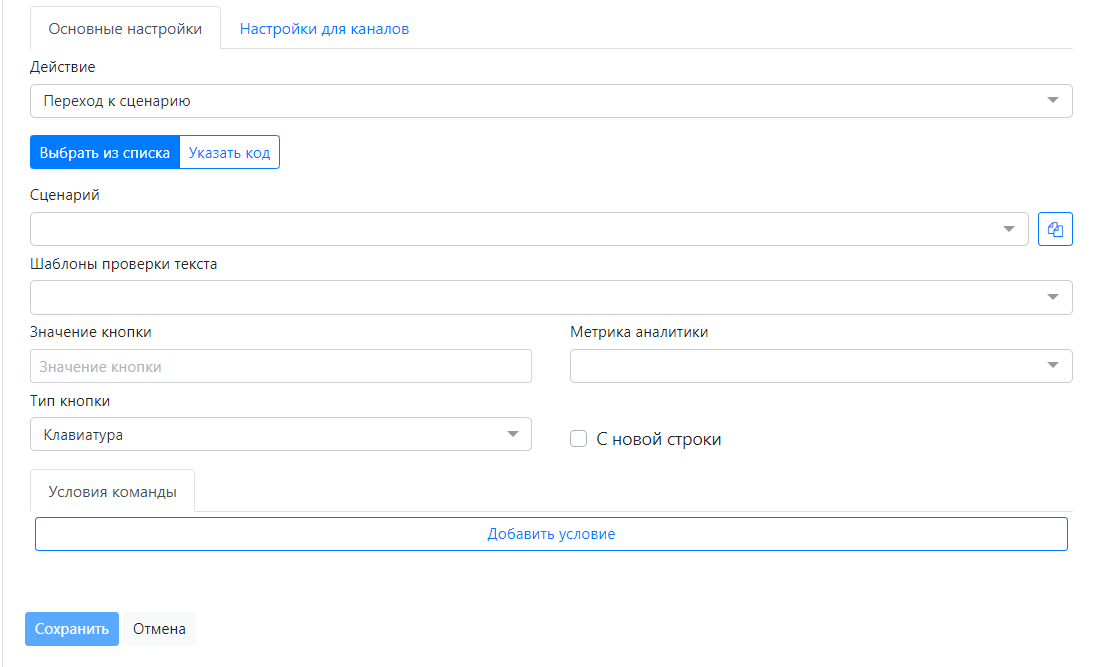 Основные настройки Настройки для каналов
Действие
Переход к сценарию
Выбрать из списка Указать код
Сценарий
Шаблоны проверки текста
Значение кнопки Метрика аналитики
Значение кнопки
Тип кнопки
Клавиатура С новой строки
Условия команды
Добавить условие
Сохранить Отмена